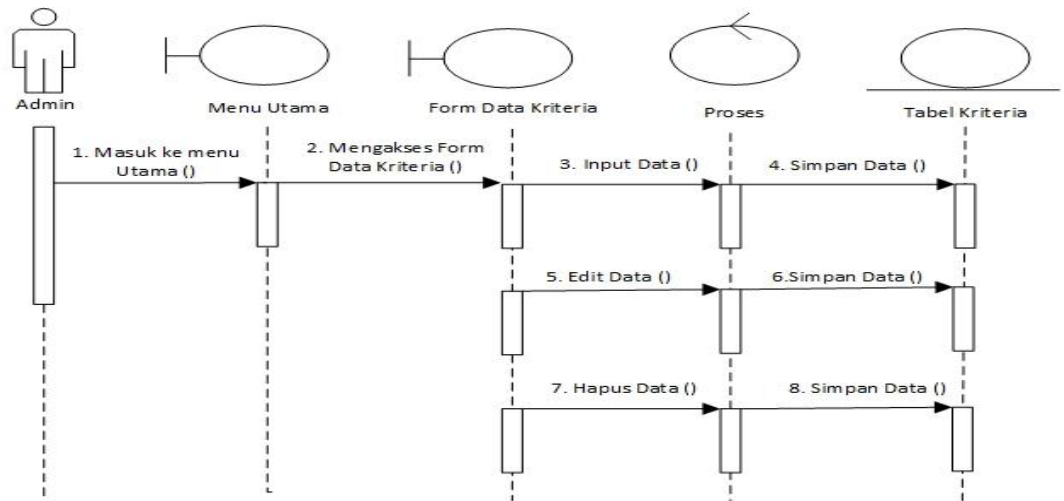 Admin
Menu Utama
Form Data Kriteria
Proses
Tabel Kriteria
1. Masuk ke menu
Utama ()
2. Mengakses Form
Data Kriteria ()
3. Input Data ()
4. Simpan Data ()
5. Edit Data ()
6.Simpan Data ()
7. Hapus Data ()
8. Simpan Data ()